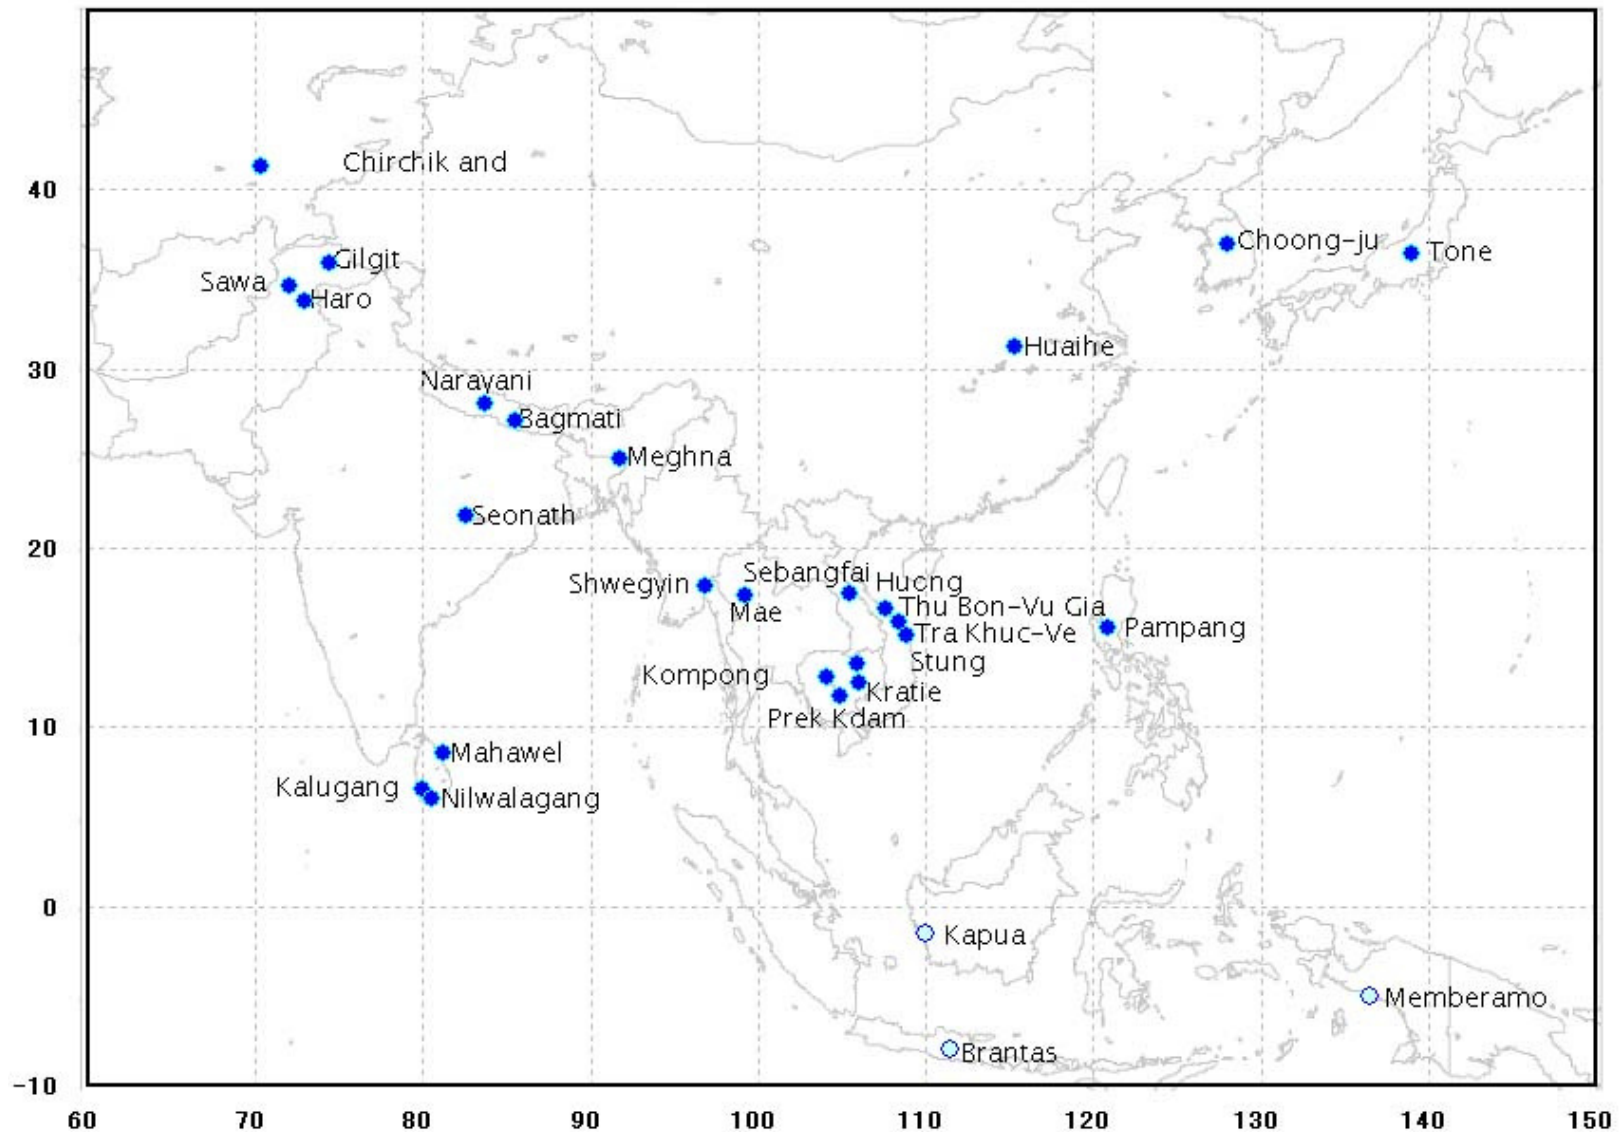 Chirchik and
40
Gilgit
Choong-ju
Tone
Sawa
Haro
Huaihe
30
Narayani
Bagmati
Meghna
Seonath
20
Sebangfai
Huong
Shwegyin
Mae
Thu Bon-Vu Gia
Pampang
Tra Khuc-Ve
Stung
Kompong
Kratie
Prek Kdam
10
Mahawel
Kalugang
Nilwalagang
0
Kapua
Memberamo
Brantas
-10
60 70 80 90 100 110 120 130 140 150